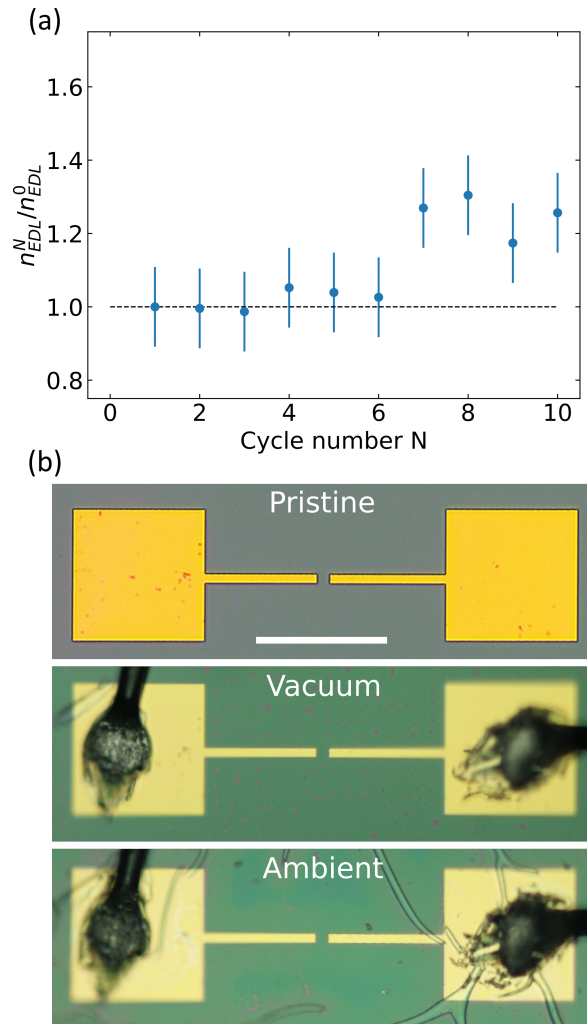 (a)
1.6
1.4
1.2
1.0
0.8
n^N_EDL/n^0_EDL
0 2 4 6 8 10
Cycle number N
(b)
Pristine
Vacuum
Ambient